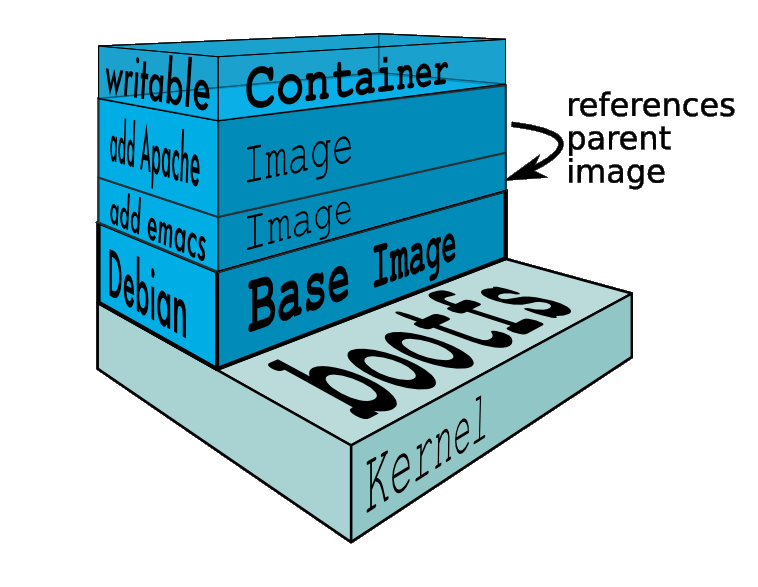 writable Container
add Apache Image
add emacs Image
Debian Base Image
bootfs
Kernel
references
parent
image